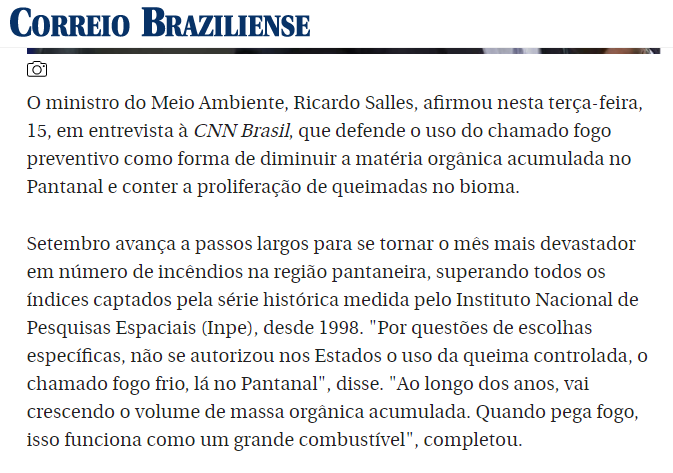 CORREIO BRAZILIENSE
O ministro do Meio Ambiente, Ricardo Salles, afirmou nesta terça-feira,
15, em entrevista à CNN Brasil, que defende o uso do chamado fogo
preventivo como forma de diminuir a matéria orgânica acumulada no
Pantanal e conter a proliferação de queimadas no bioma.
Setembro avança a passos largos para se tornar o mês mais devastador
em número de incêndios na região pantaneira, superando todos os
índices captados pela série histórica medida pelo Instituto Nacional de
Pesquisas Espaciais (Inpe), desde 1998. "Por questões de escolhas
específicas, não se autorizou nos Estados o uso da queima controlada, o
chamado fogo frio, lá no Pantanal", disse. "Ao longo dos anos, vai
crescendo o volume de massa orgânica acumulada. Quando pega fogo,
isso funciona como um grande combustível", completou.